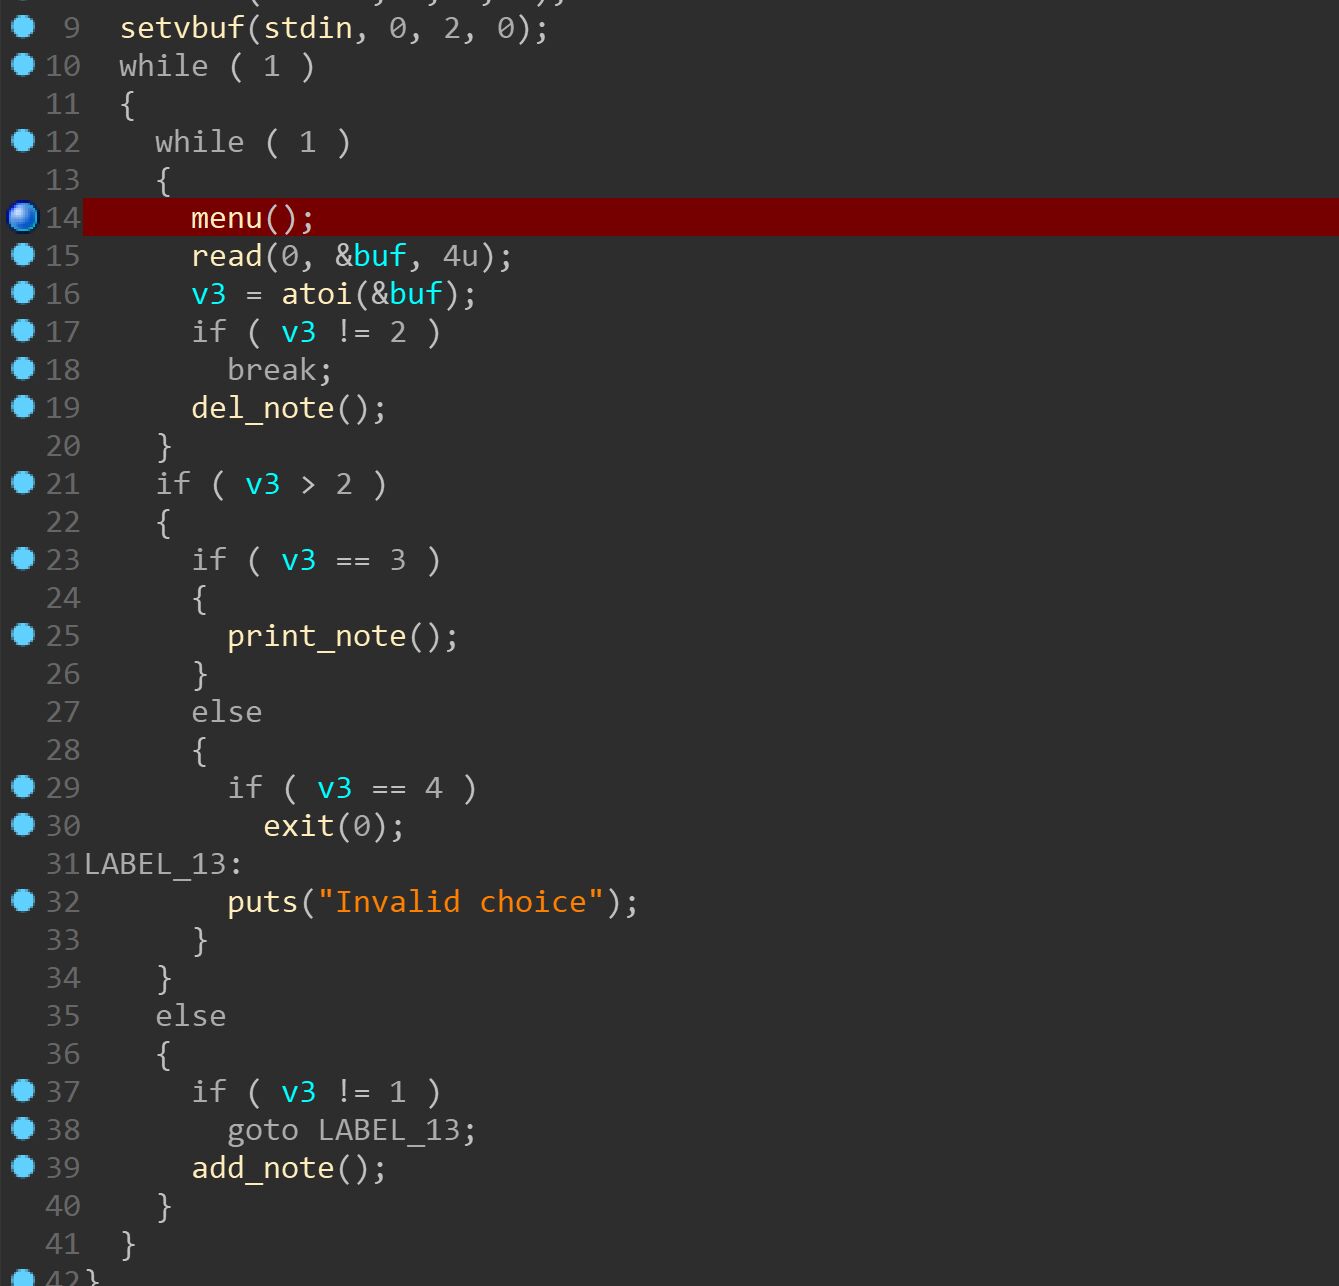 9 setvbuf(stdin, 0, 2, 0);
10 while ( 1 )
11 {
12 while ( 1 )
13 {
14 menu();
15 read(0, &buf, 4u);
16 v3 = atoi(&buf);
17 if ( v3 != 2 )
18 break;
19 del_note();
20 }
21 if ( v3 > 2 )
22 {
23 if ( v3 == 3 )
24 {
25 print_note();
26 }
27 else
28 {
29 if ( v3 == 4 )
30 exit(0);
31 LABEL_13:
32 puts("Invalid choice");
33 }
34 }
35 else
36 {
37 if ( v3 != 1 )
38 goto LABEL_13;
39 add_note();
40 }
41 }
42 }